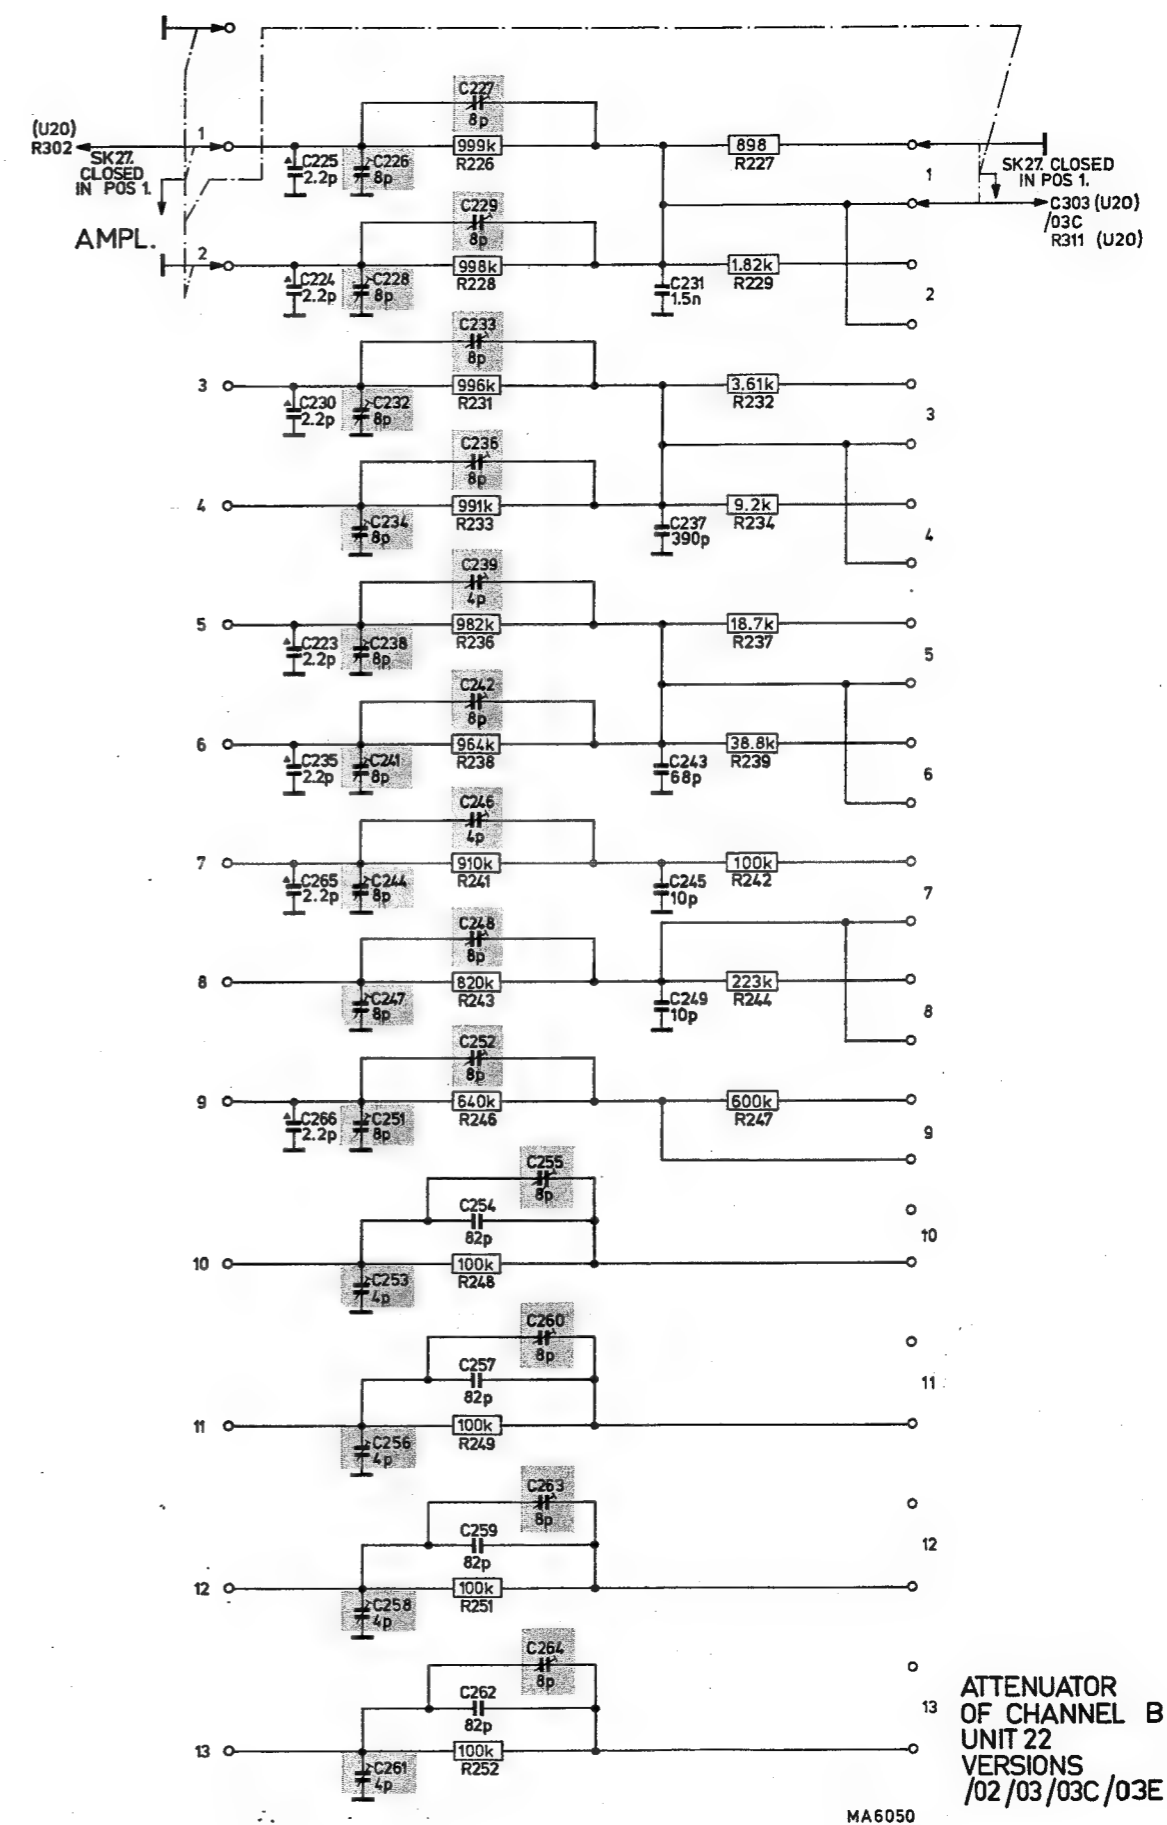 C227
8p
(U20)
R302
1
999k
R226
898
R227
SK27.
CLOSED
IN POS 1.
C225
2.2p
C226
8p
1
SK27. CLOSED
IN POS 1.
C303 (U20)
/03C
R311 (U20)
C229
8p
AMPL.
2
998k
R228
1.82k
R229
C224
2.2p
C228
8p
C231
1.5n
2
C233
8p
3
996k
R231
3.61k
R232
C230
2.2p
C232
8p
3
C236
8p
4
991k
R233
9.2k
R234
C234
8p
C237
390p
4
C239
4p
5
982k
R236
18.7k
R237
C223
2.2p
C238
8p
5
C242
8p
6
964k
R238
38.8k
R239
C235
2.2p
C241
8p
C243
68p
6
C246
4p
7
910k
R241
100k
R242
C265
2.2p
C244
8p
C245
10p
7
C248
8p
8
820k
R243
223k
R244
C247
8p
C249
10p
8
C252
8p
9
640k
R246
600k
R247
C266
2.2p
C251
8p
9
C255
8p
C254
82p
10
10
100k
R248
C253
4p
C260
8p
C257
82p
11
11
100k
R249
C256
4p
C263
8p
C259
82p
12
12
100k
R251
C258
4p
C264
8p
C262
82p
13
13
100k
R252
C261
4p
ATTENUATOR
OF CHANNEL B
UNIT 22
VERSIONS
/02/03/03C/03E
MA6050